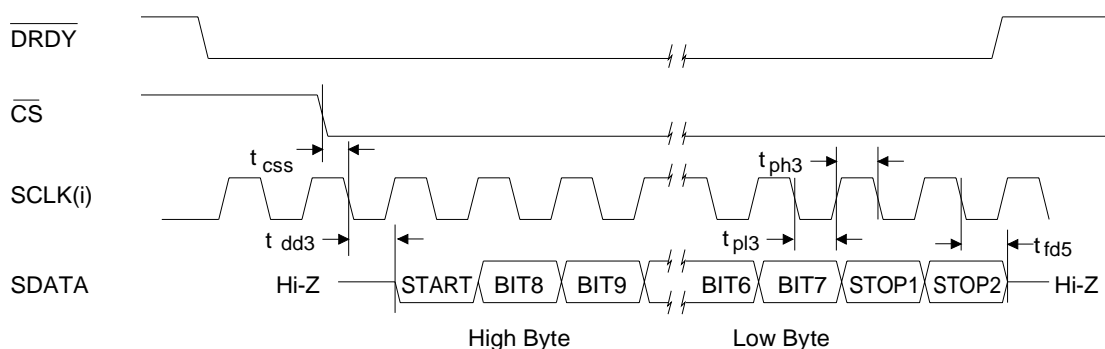 DRDY
CS
t css
t ph3
SCLK(i)
t dd3
t pl3
t fd5
SDATA
Hi-Z
START
BIT8
BIT9
BIT6
BIT7
STOP1
STOP2
Hi-Z
High Byte
Low Byte